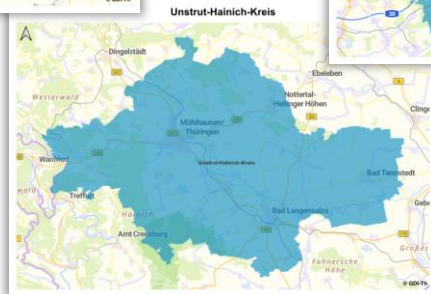 Unstrut-Hainich-Kreis
Dingelstädt
Ebeleben
Westerwald
Nottertal-
Heilinger Höhen
Mühlhausen/
Thüringen
Wanfried
Unstrut-Hainich-Kreis
Bad Tennstedt
Treffurt
Hainich
Bad Langensalza
Amt Creuzburg
Großes
Fahnersche
Höhe
© GDI-Th